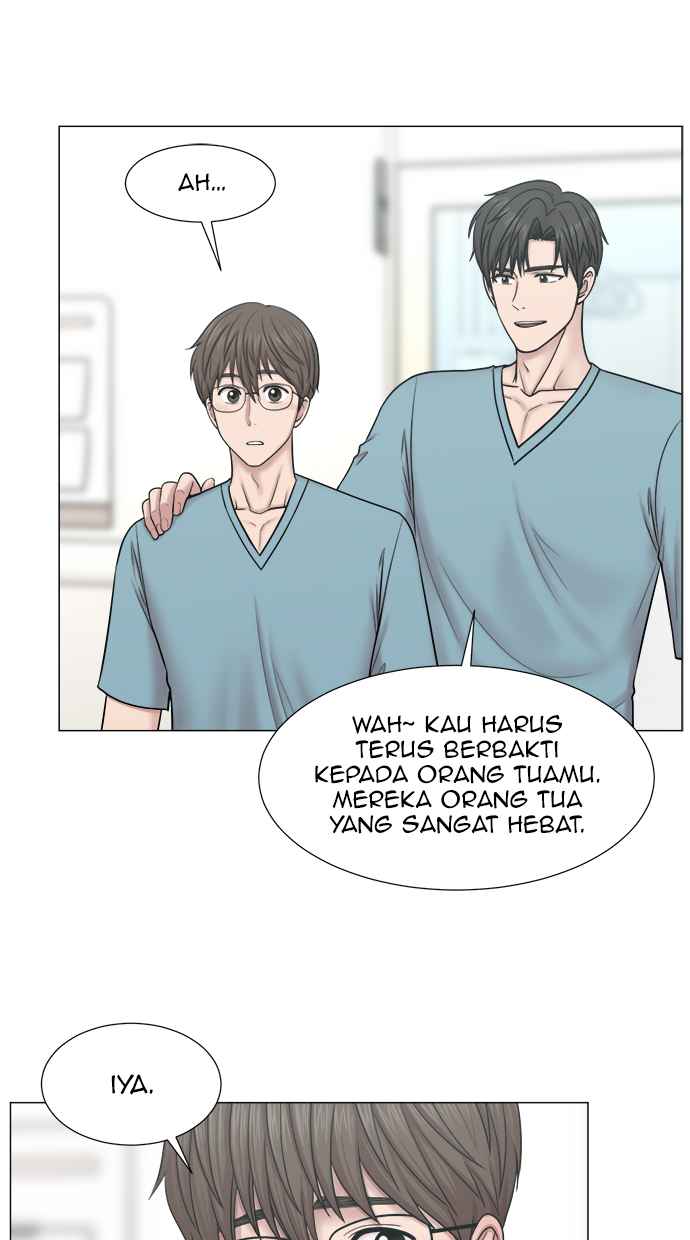 AH...
WAH~ KAU HARUS
TERUS BERBAKTI
KEPADA ORANG TUAMU.
MEREKA ORANG TUA
YANG SANGAT HEBAT.
IYA.